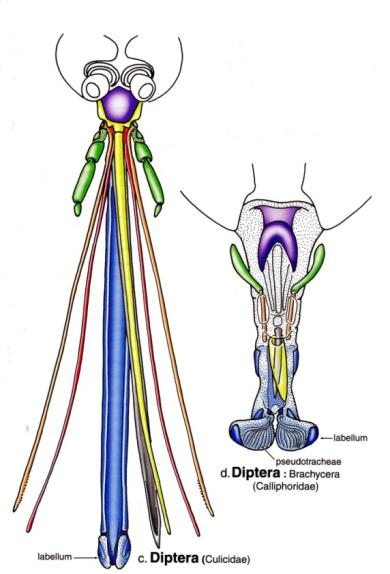 labellum
c. Diptera (Culicidae)
labellum
pseudotracheae
d. Diptera : Brachycera
(Calliphoridae)